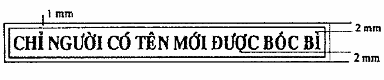 1 mm
CHỈ NGƯỜI CÓ TÊN MỚI ĐƯỢC BÓC BÌ
2 mm
2 mm